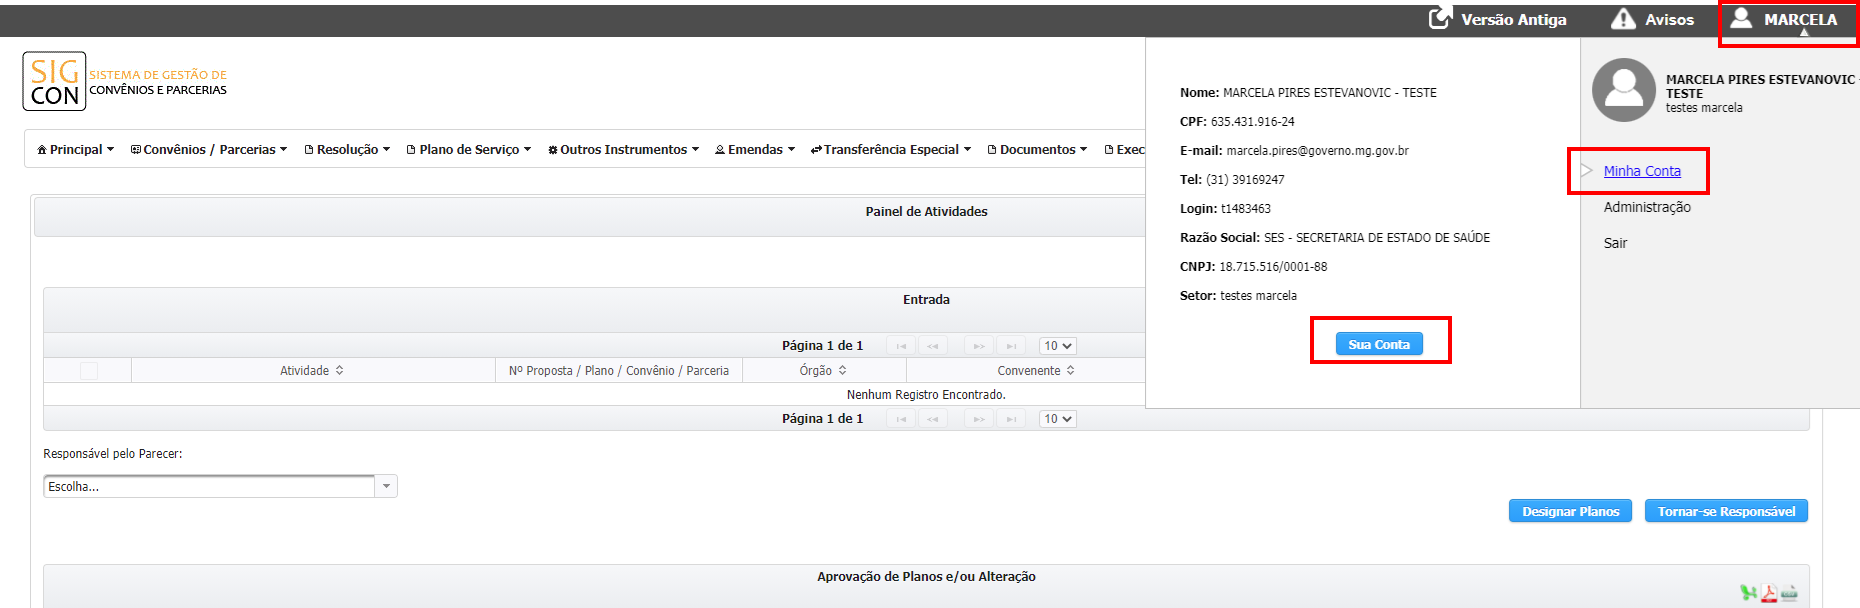 Versão Antiga
Avisos
MARCELA
SIG
CON
SISTEMA DE GESTÃO DE
CONVÊNIOS E PARCERIAS
Principal
Convênios / Parcerias
Resolução
Plano de Serviço
Outros Instrumentos
Emendas
Transferência Especial
Documentos
Exec
Nome: MARCELA PIRES ESTEVANOVIC - TESTE
CPF: 635.431.916-24
E-mail: marcela.pires@governo.mg.gov.br
Tel: (31) 39169247
Login: t1483463
Razão Social: SES - SECRETARIA DE ESTADO DE SAÚDE
CNPJ: 18.715.516/0001-88
Setor: testes marcela
Sua Conta
MARCELA PIRES ESTEVANOVIC -
TESTE
testes marcela
Minha Conta
Administração
Sair
Painel de Atividades
Entrada
Página 1 de 1
10
Atividade
Nº Proposta / Plano / Convênio / Parceria
Órgão
Convenente
Nenhum Registro Encontrado.
Página 1 de 1
10
Responsável pelo Parecer:
Escolha...
Designar Planos
Tornar-se Responsável
Aprovação de Planos e/ou Alteração